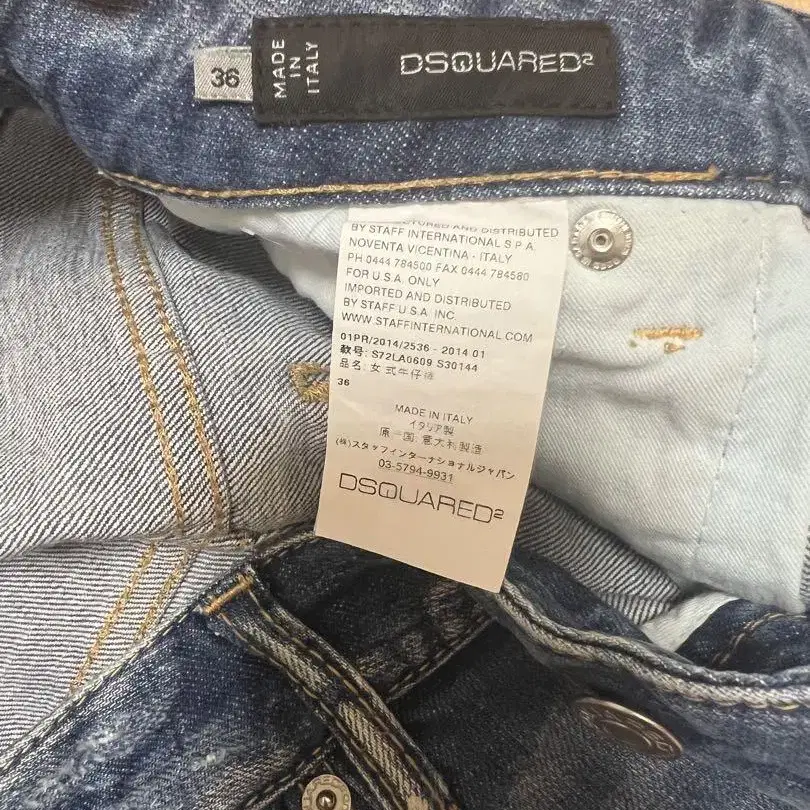 36
MADE
IN
ITALY
DSQUARED²
AND DISTRIBUTED
BY STAFF INTERNATIONAL S.P.A.
NOVENTA VICENTINA - ITALY
PH 0444 784500 FAX 0444 784580
FOR U.S.A. ONLY
IMPORTED AND DISTRIBUTED
BY STAFF U.S.A. INC.
WWW.STAFFINTERNATIONAL.COM
01PR/2014/2536 - 2014 01
款号: S72LA0609 S30144
品名: 女式牛仔裤
36
MADE IN ITALY
イタリア製
原产国: 意大利製造
(株)スタッフインターナショナルジャパン
03-5794-9931
DSQUARED²